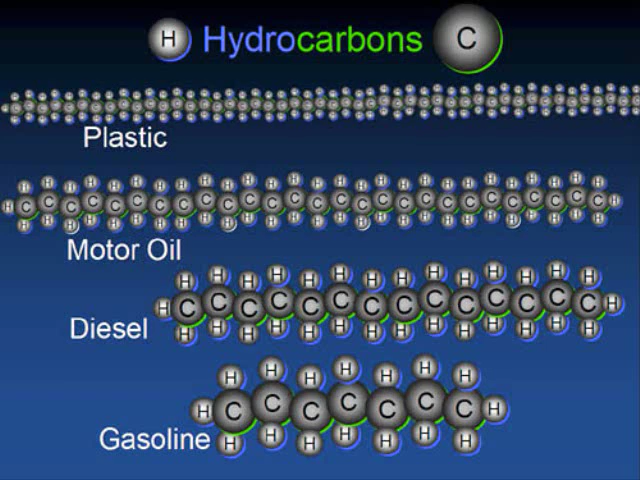 H Hydrocarbons C
Plastic
H H H H H H H H H H H H H H H H H H H H H H H H H H H
H C C C C C C C C C C C C C C C C C C C C C C C C C C C H
H H H H H H H H H H H H H H H H H H H H H H H H H H H
Motor Oil
H H H H H H H H H H H H H H
H C C C C C C C C C C C C C C H
H H H H H H H H H H H H H H
Diesel
H H H H H H H
H C C C C C C C H
H H H H H H H
Gasoline